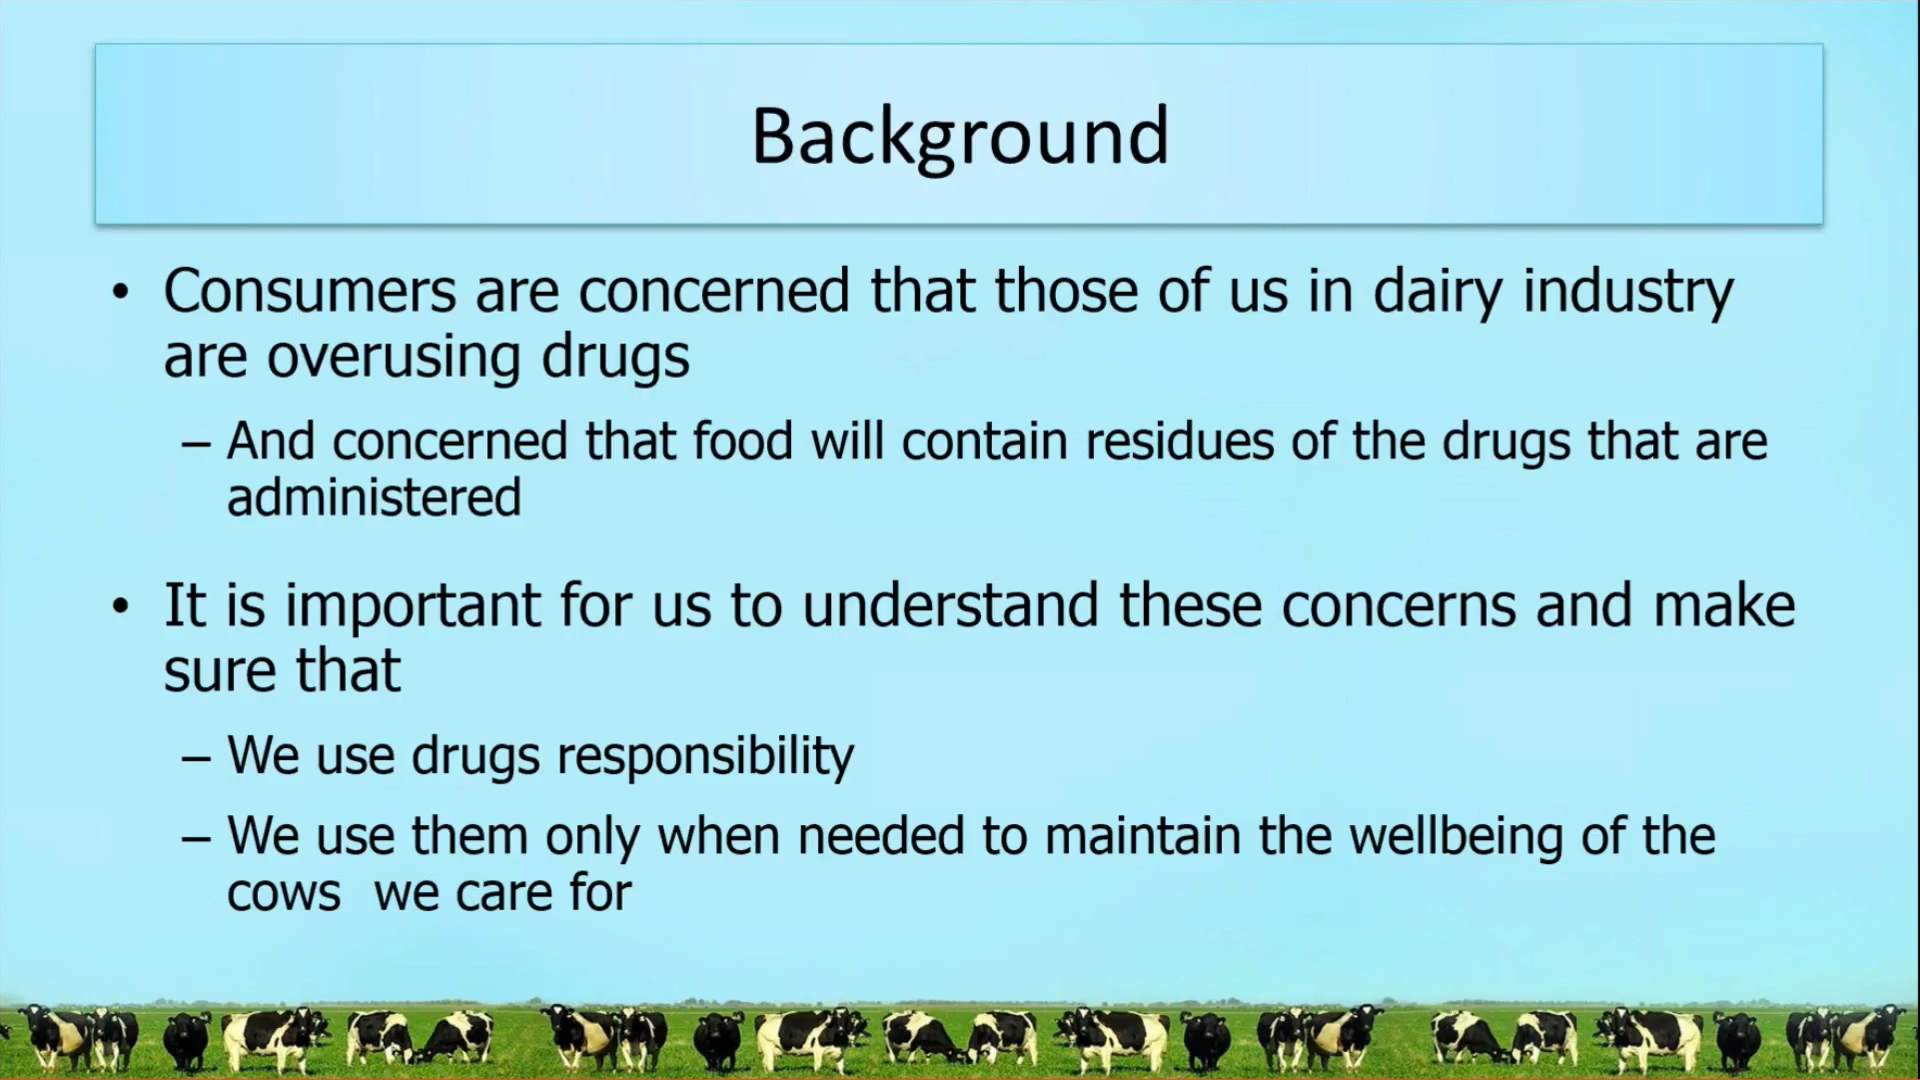 Background
• Consumers are concerned that those of us in dairy industry
are overusing drugs
– And concerned that food will contain residues of the drugs that are
administered
• It is important for us to understand these concerns and make
sure that
– We use drugs responsibility
– We use them only when needed to maintain the wellbeing of the
cows  we care for